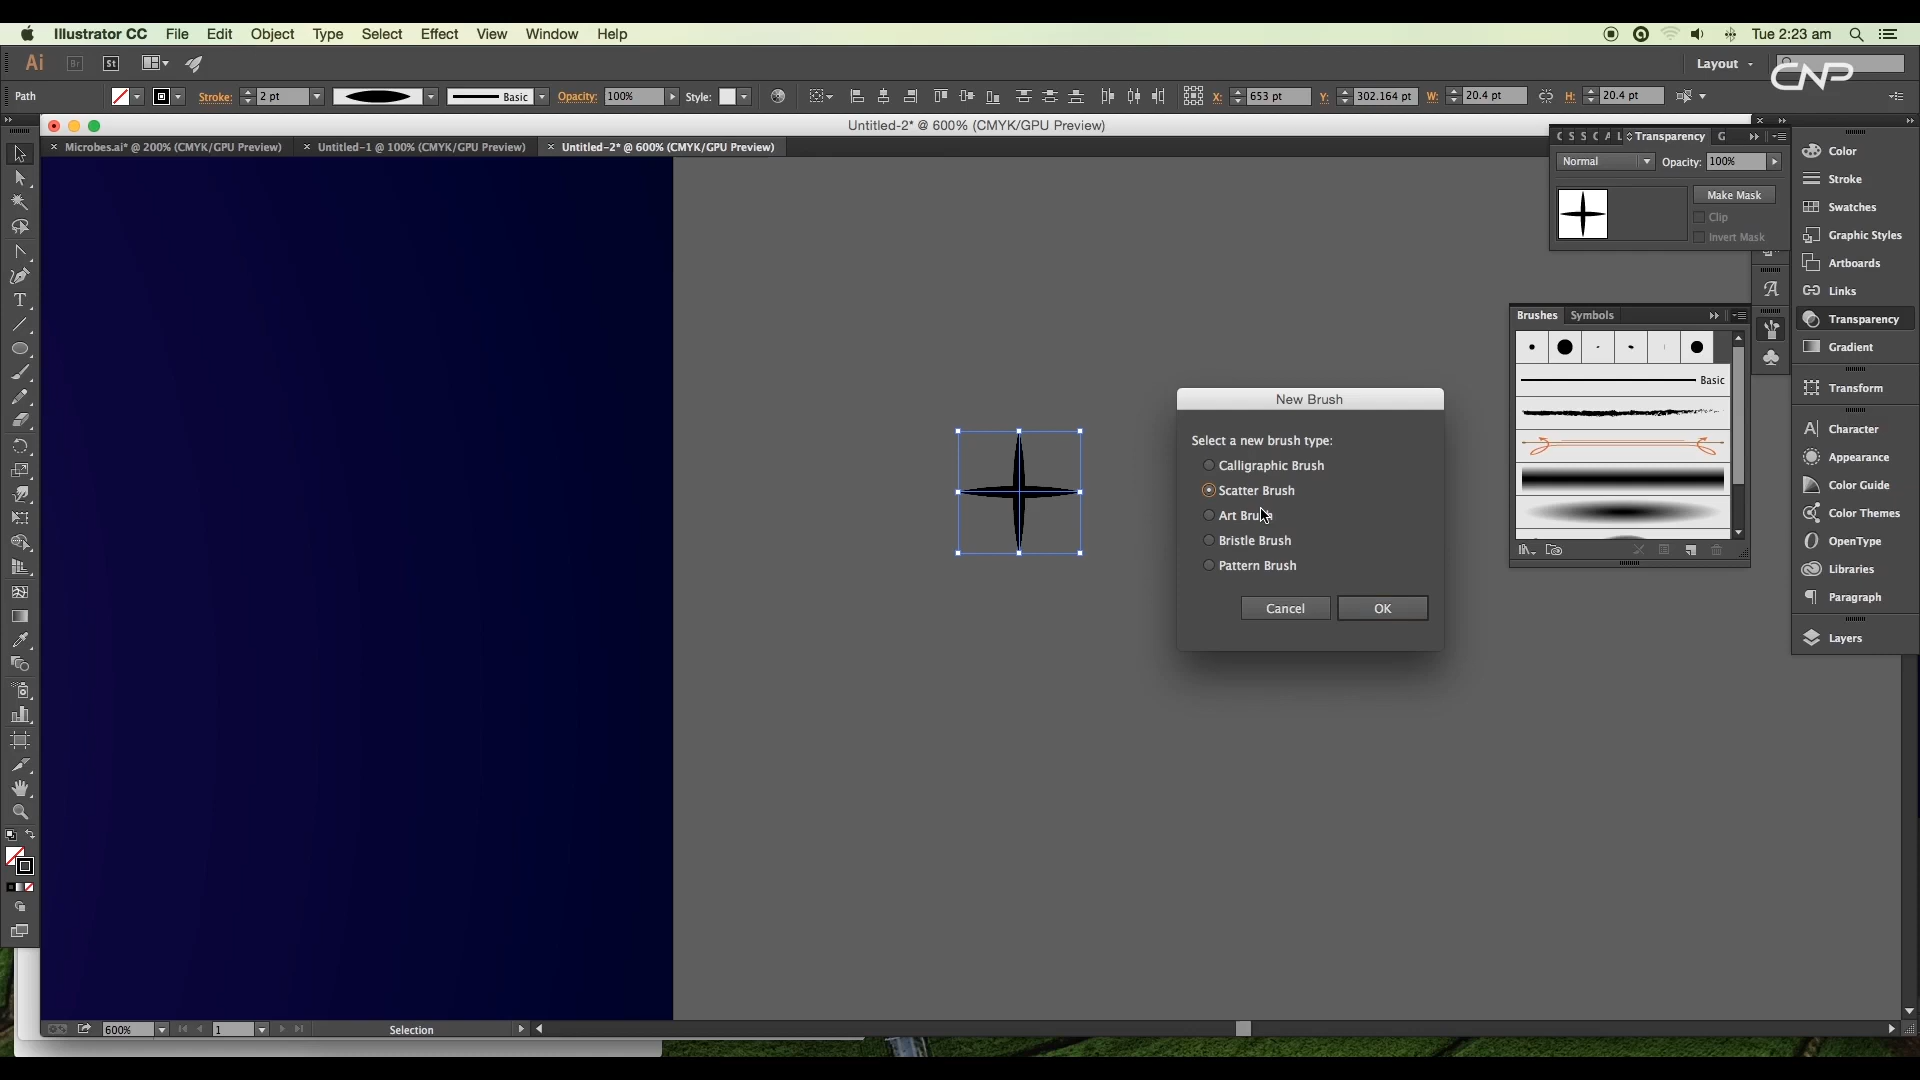 Illustrator CC File Edit Object Type Select Effect View Window Help
Tue 2:23 am
Ai Br St
Layout
CNP
Path
Stroke: 2 pt
Basic
Opacity: 100%
Style:
X: 653 pt
Y: 302.164 pt
W: 20.4 pt
H: 20.4 pt
Untitled-2* @ 600% (CMYK/GPU Preview)
Microbes.ai* @ 200% (CMYK/GPU Preview)
Untitled-1 @ 100% (CMYK/GPU Preview)
Untitled-2* @ 600% (CMYK/GPU Preview)
C S S C A L Transparency G
Normal
Opacity: 100%
Make Mask
Clip
Invert Mask
Color
Stroke
Swatches
Graphic Styles
Artboards
Links
Transparency
Gradient
Transform
Character
Appearance
Color Guide
Color Themes
OpenType
Libraries
Paragraph
Layers
Brushes Symbols
Basic
New Brush
Select a new brush type:
Calligraphic Brush
Scatter Brush
Art Brush
Bristle Brush
Pattern Brush
Cancel
OK
600%
1
Selection